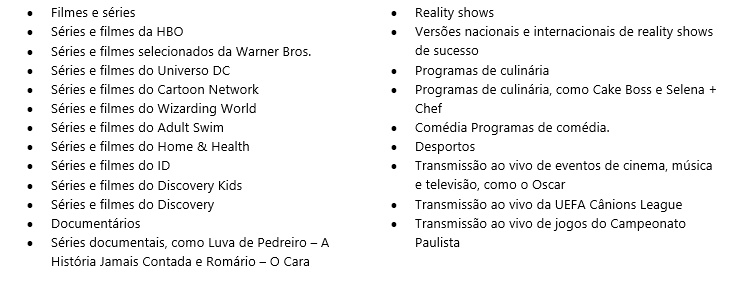 • Filmes e séries
• Séries e filmes da HBO
• Séries e filmes selecionados da Warner Bros.
• Séries e filmes do Universo DC
• Séries e filmes do Cartoon Network
• Séries e filmes do Wizarding World
• Séries e filmes do Adult Swim
• Séries e filmes do Home & Health
• Séries e filmes do ID
• Séries e filmes do Discovery Kids
• Séries e filmes do Discovery
• Documentários
• Séries documentais, como Luva de Pedreiro – A
História Jamais Contada e Romário – O Cara
• Reality shows
• Versões nacionais e internacionais de reality shows
de sucesso
• Programas de culinária
• Programas de culinária, como Cake Boss e Selena +
Chef
• Comédia Programas de comédia.
• Desportos
• Transmissão ao vivo de eventos de cinema, música
e televisão, como o Oscar
• Transmissão ao vivo da UEFA Cânions League
• Transmissão ao vivo de jogos do Campeonato
Paulista